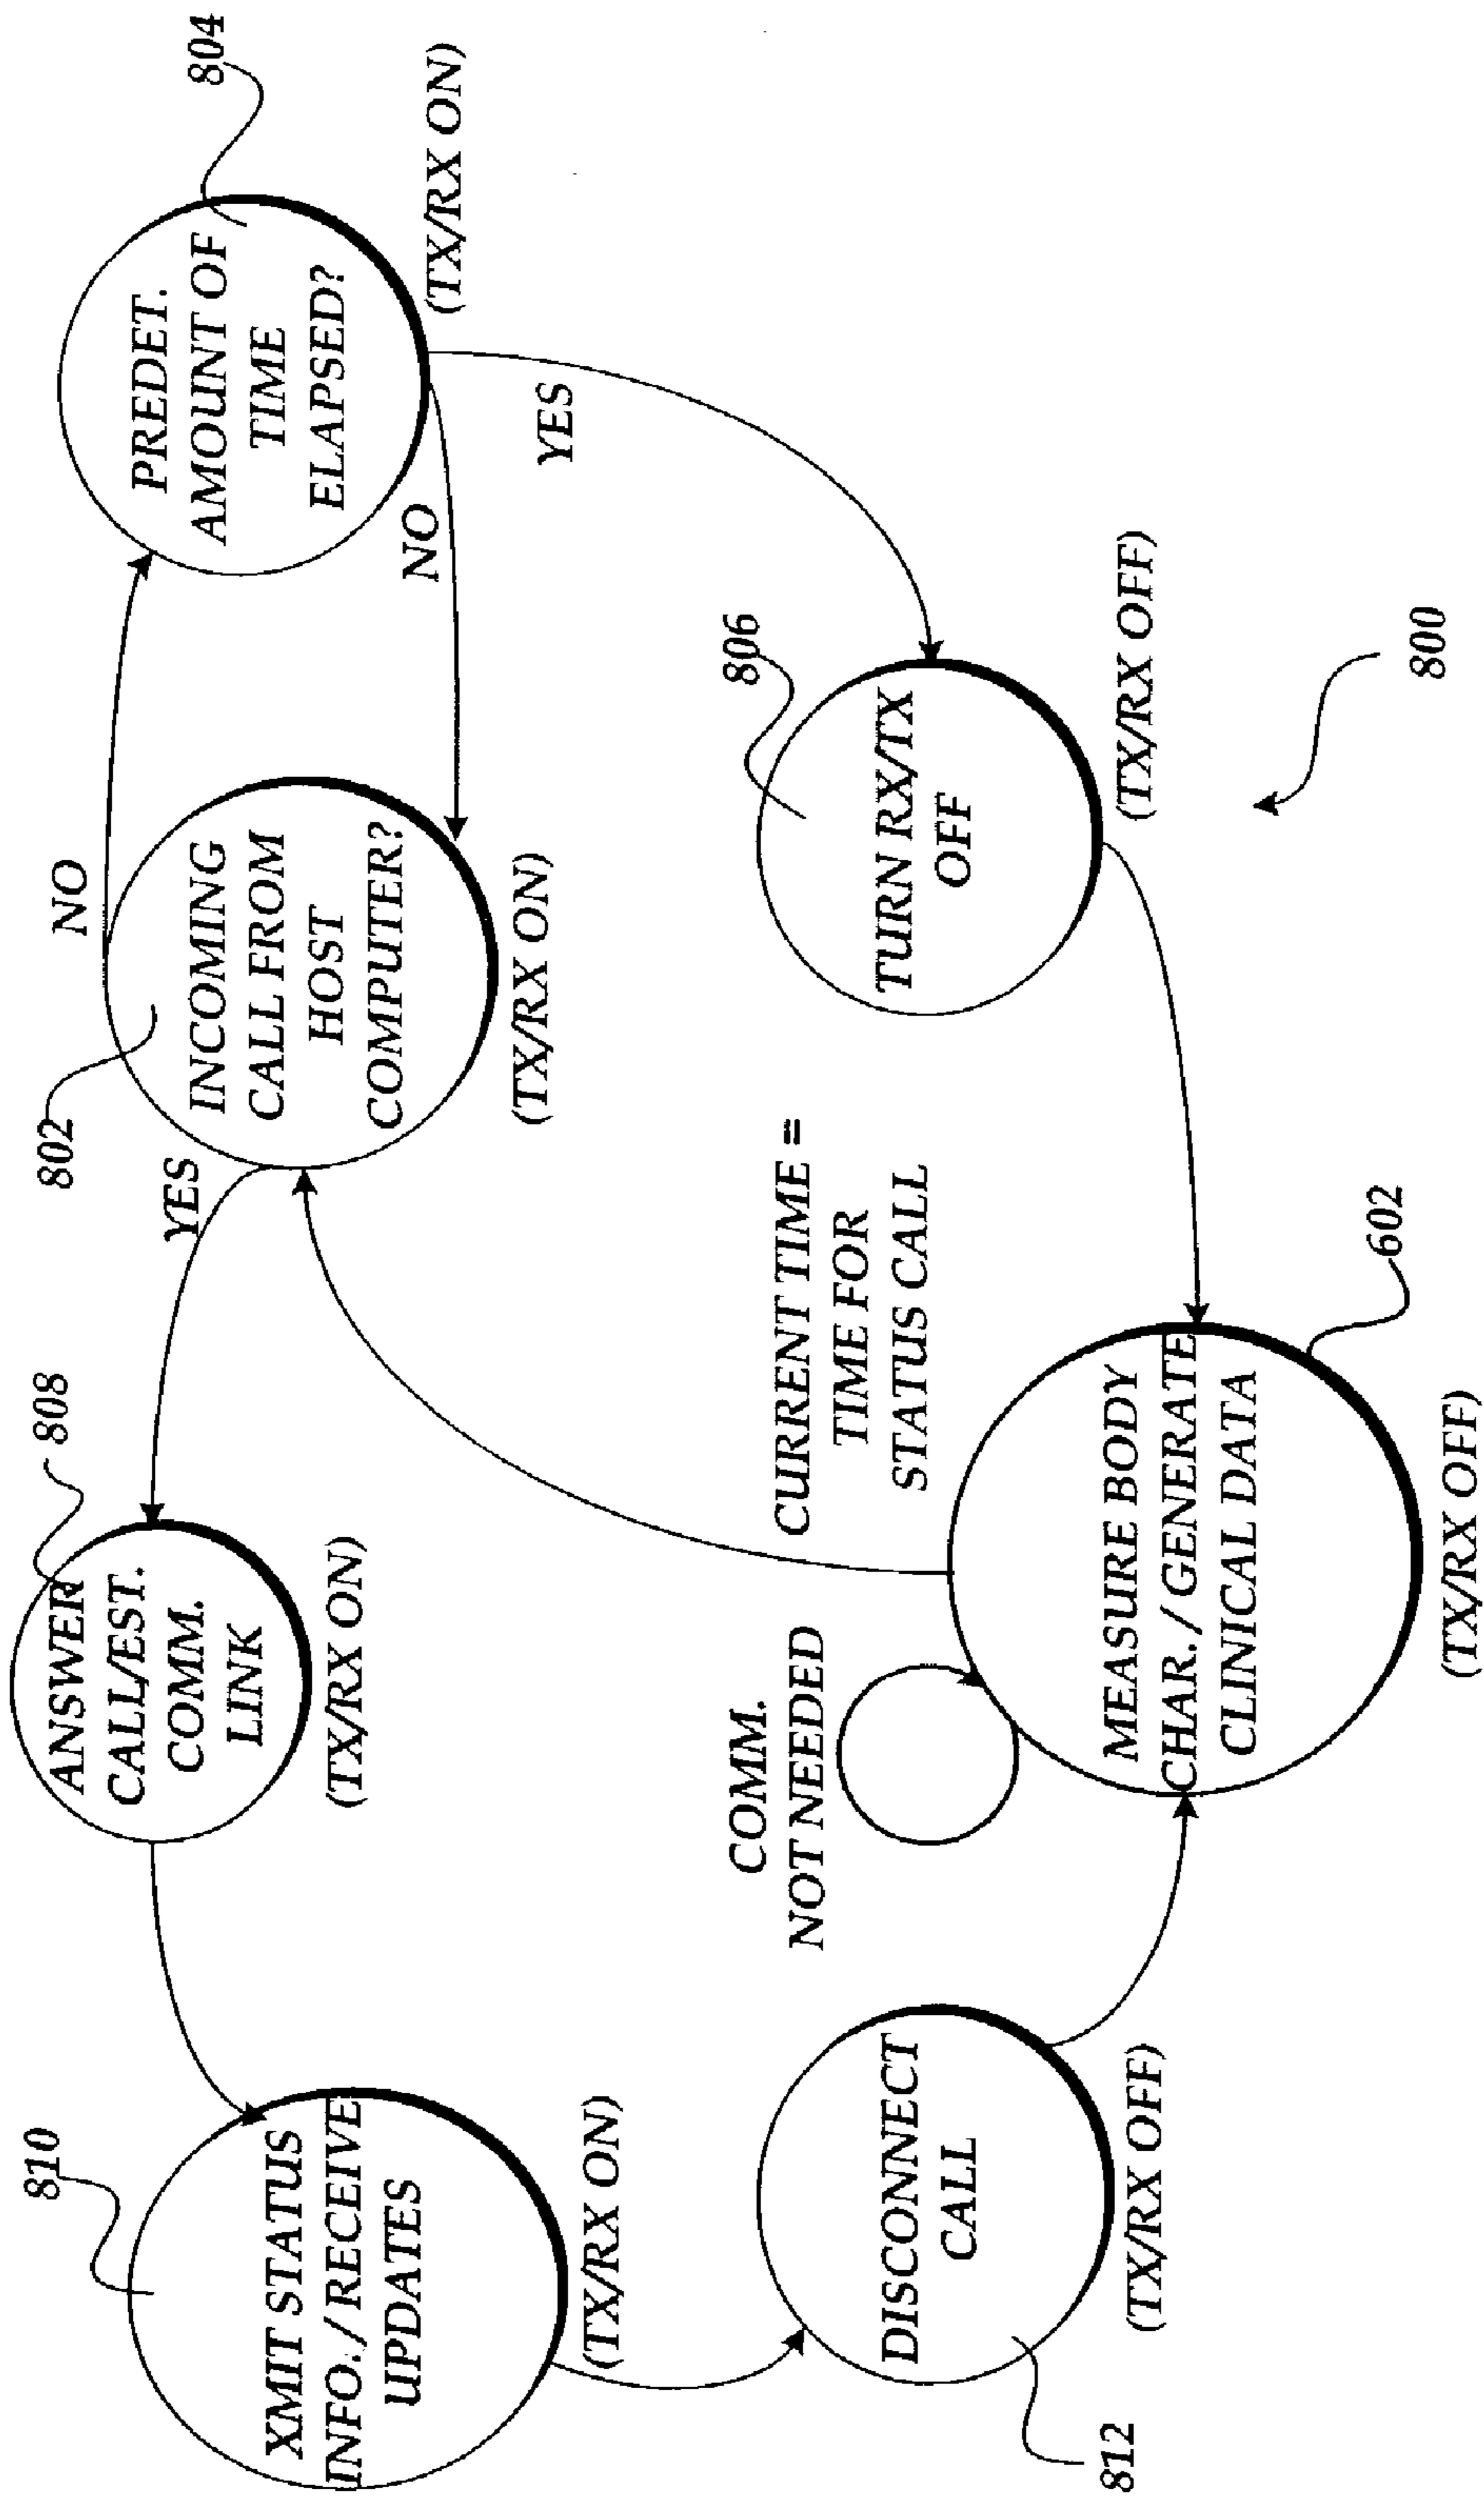 810
XMIT STATUS
INFO./RECEIVE
UPDATES
(TX/RX ON)
808
ANSWER
CALL/EST.
COMM.
LINK
(TX/RX ON)
YES
802
INCOMING
CALL FROM
HOST
COMPUTER?
(TX/RX ON)
NO
804
PREDET.
AMOUNT OF
TIME
ELAPSED?
(TX/RX ON)
NO
YES
812
DISCONNECT
CALL
(TX/RX OFF)
COMM.
NOT NEEDED
CURRENT TIME =
TIME FOR
STATUS CALL
602
MEASURE BODY
CHAR./GENERATE
CLINICAL DATA
(TX/RX OFF)
806
TURN RX/TX
OFF
(TX/RX OFF)
800